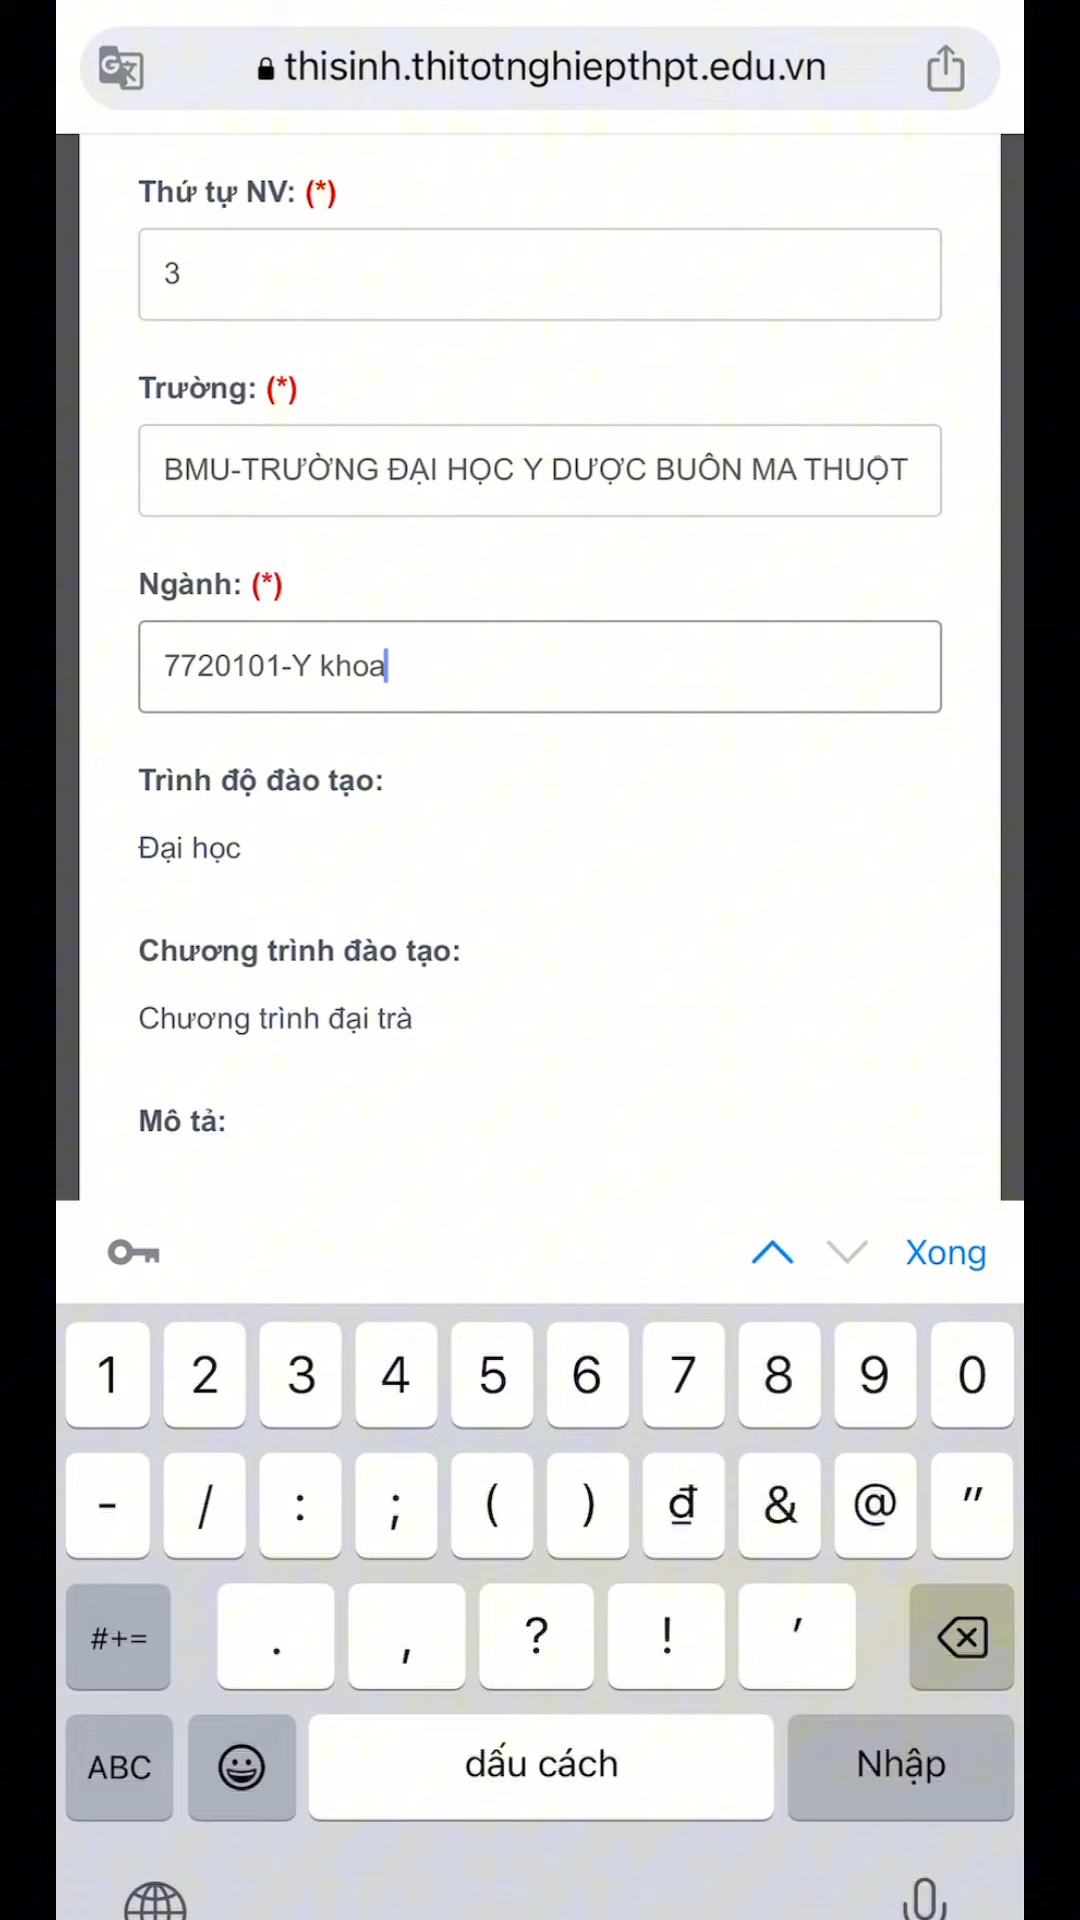 thisinh.thitotnghiepthpt.edu.vn
Thứ tự NV: (*)
3
Trường: (*)
BMU-TRƯỜNG ĐẠI HỌC Y DƯỢC BUÔN MA THUỘT
Ngành: (*)
7720101-Y khoa
Trình độ đào tạo:
Đại học
Chương trình đào tạo:
Chương trình đại trà
Mô tả:
Xong
1 2 3 4 5 6 7 8 9 0
- / : ; ( ) ₫ & @ "
#+= . , ? ! '
ABC dấu cách Nhập